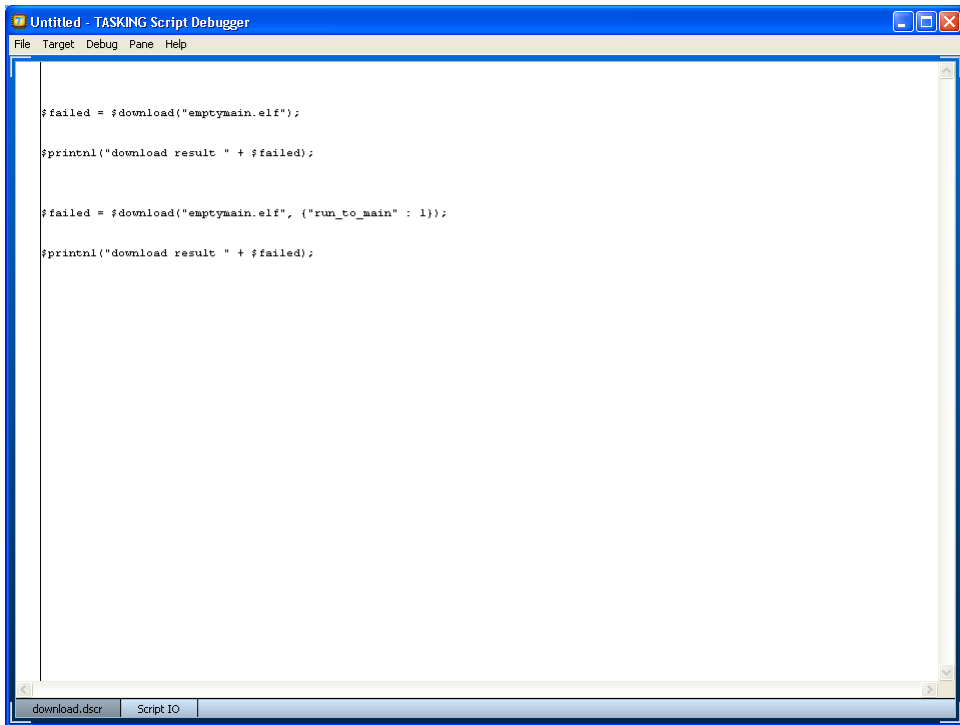 Untitled - TASKING Script Debugger
File Target Debug Pane Help
$failed = $download("emptymain.elf");
$printnl("download result " + $failed);
$failed = $download("emptymain.elf", {"run_to_main" : 1});
$printnl("download result " + $failed);
download.dscr Script IO